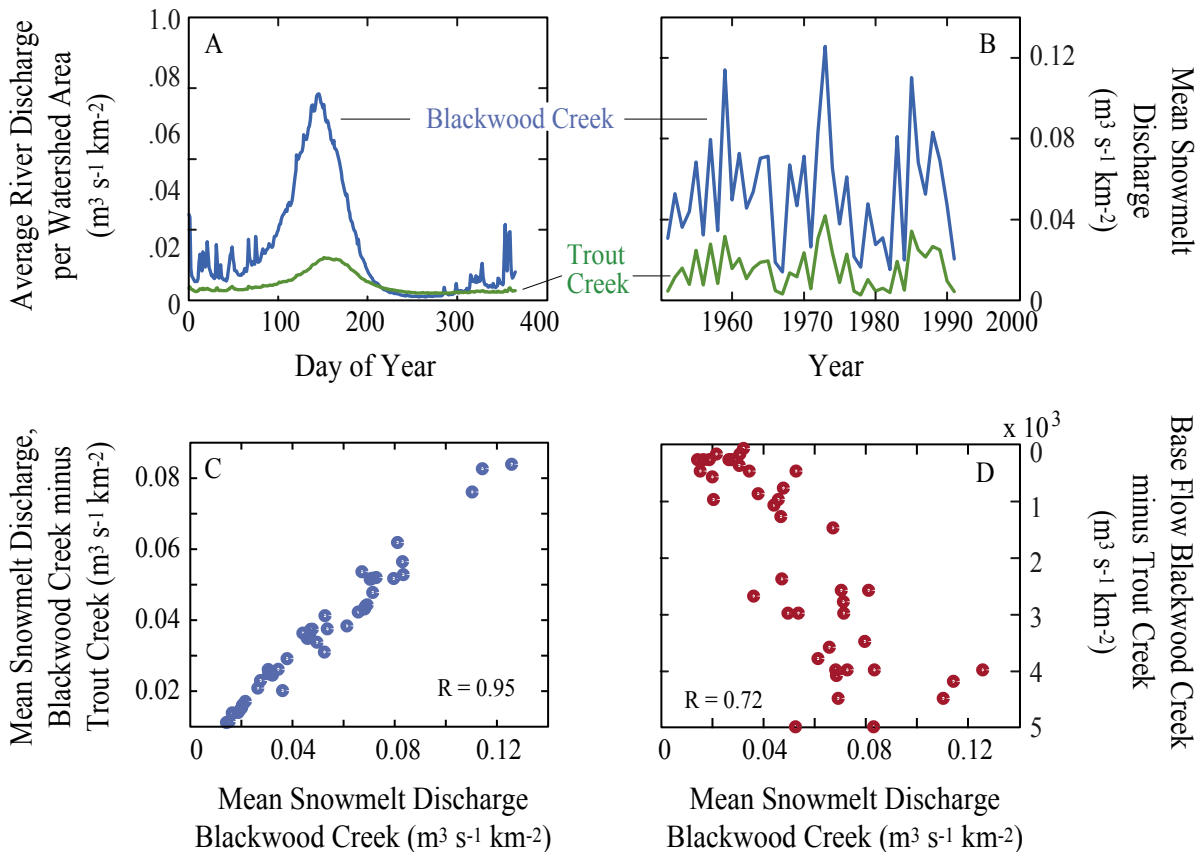 Average River Discharge
per Watershed Area
(m³ s-¹ km-²)
1.0
.08
.06
.04
.02
0
A
0
100
200
300
400
Day of Year
Blackwood Creek
Trout
Creek
B
0.12
0.08
0.04
0
1960
1970
1980
1990
2000
Year
Mean Snowmelt
Discharge
(m³ s-¹ km-²)
Mean Snowmelt Discharge,
Blackwood Creek minus
Trout Creek (m³ s-¹ km-²)
0.08
0.06
0.04
0.02
C
R = 0.95
0
0.04
0.08
0.12
Mean Snowmelt Discharge
Blackwood Creek (m³ s-¹ km-²)
x 10³
D
0
1
2
3
4
5
R = 0.72
0
0.04
0.08
0.12
Mean Snowmelt Discharge
Blackwood Creek (m³ s-¹ km-²)
Base Flow Blackwood Creek
minus Trout Creek
(m³ s-¹ km-²)